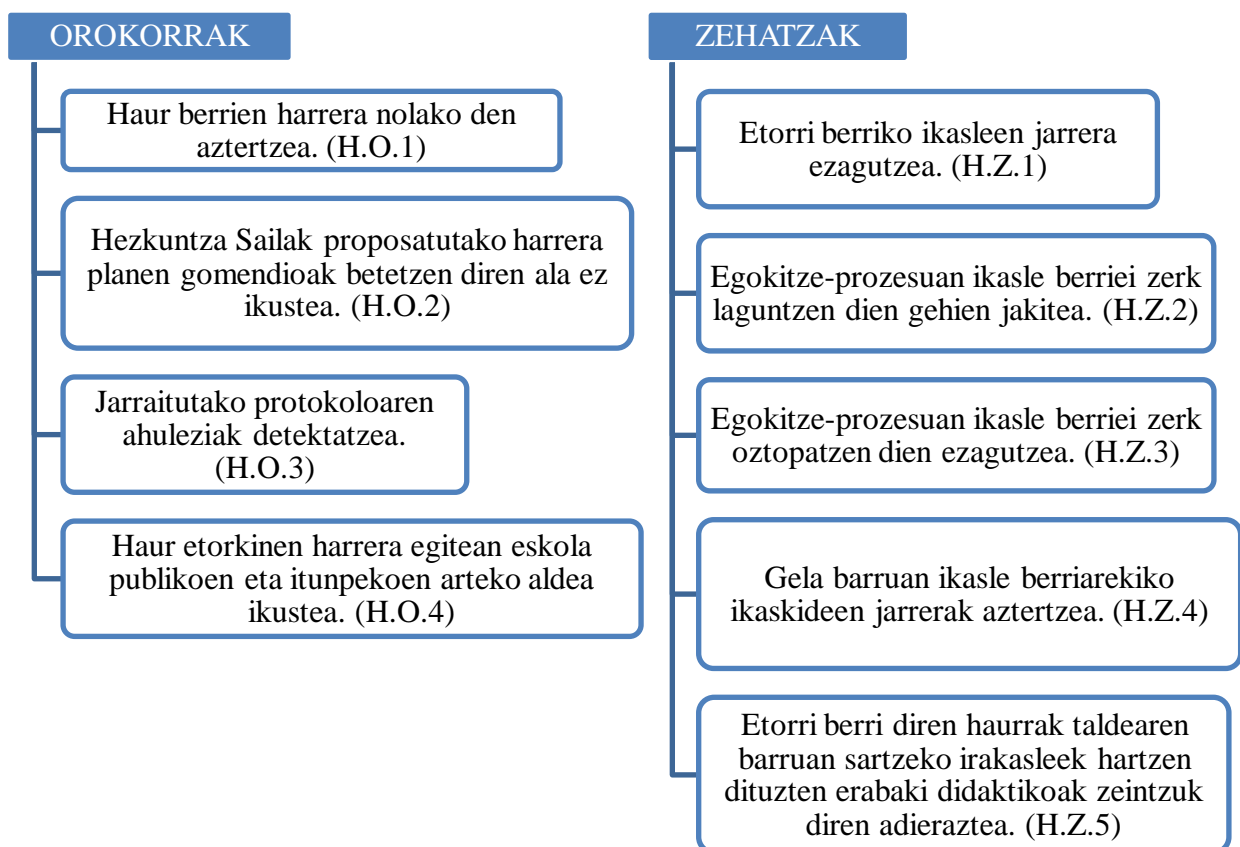 OROKORRAK
Haur berrien harrera nolako den
aztertzea. (H.O.1)
Hezkuntza Sailak proposatutako harrera
planen gomendioak betetzen diren ala ez
ikustea. (H.O.2)
Jarraitutako protokoloaren
ahuleziak detektatzea.
(H.O.3)
Haur etorkinen harrera egitean eskola
publikoen eta itunpekoen arteko aldea
ikustea. (H.O.4)
ZEHATZAK
Etorri berriko ikasleen jarrera
ezagutzea. (H.Z.1)
Egokitze-prozesuan ikasle berriei zerk
laguntzen dien gehien jakitea. (H.Z.2)
Egokitze-prozesuan ikasle berriei zerk
oztopatzen dien ezagutzea. (H.Z.3)
Gela barruan ikasle berriarekiko
ikaskideen jarrerak aztertzea. (H.Z.4)
Etorri berri diren haurrak taldearen
barruan sartzeko irakasleek hartzen
dituzten erabaki didaktikoak zeintzuk
diren adieraztea. (H.Z.5)